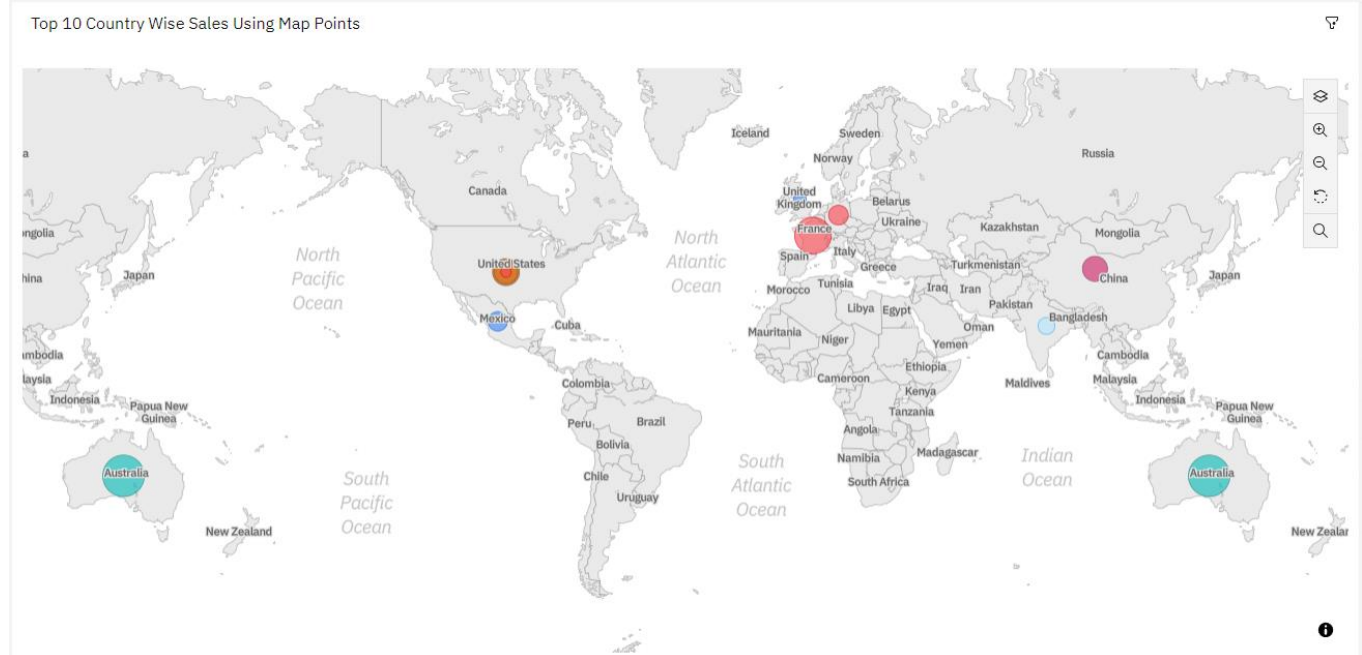 Top 10 Country Wise Sales Using Map Points
Iceland
Sweden
Norway
Russia
Canada
United
Kingdom
Belarus
Ukraine
France
Kazakhstan
Mongolia
ongolia
a
North
Pacific
Ocean
North
Atlantic
Ocean
United States
Spain
Italy
Greece
Turkmenistan
China
Japan
hina
Japan
Morocco
Tunisia
Iraq
Iran
Pakistan
Libya
Egypt
Bangladesh
Mexico
Cuba
Mauritania
Niger
Oman
Yemen
Cambodia
mbodia
Ethiopia
Cameroon
Kenya
Maldives
Malaysia
laysia
Colombia
Indonesia
Papua New
Guinea
Tanzania
Indonesia
Papua New
Guinea
Peru
Brazil
Angola
Bolivia
Namibia
Madagascar
Indian
Ocean
South
Atlantic
Ocean
South Africa
Chile
Uruguay
Australia
South
Pacific
Ocean
Australia
New Zealand
New Zealar